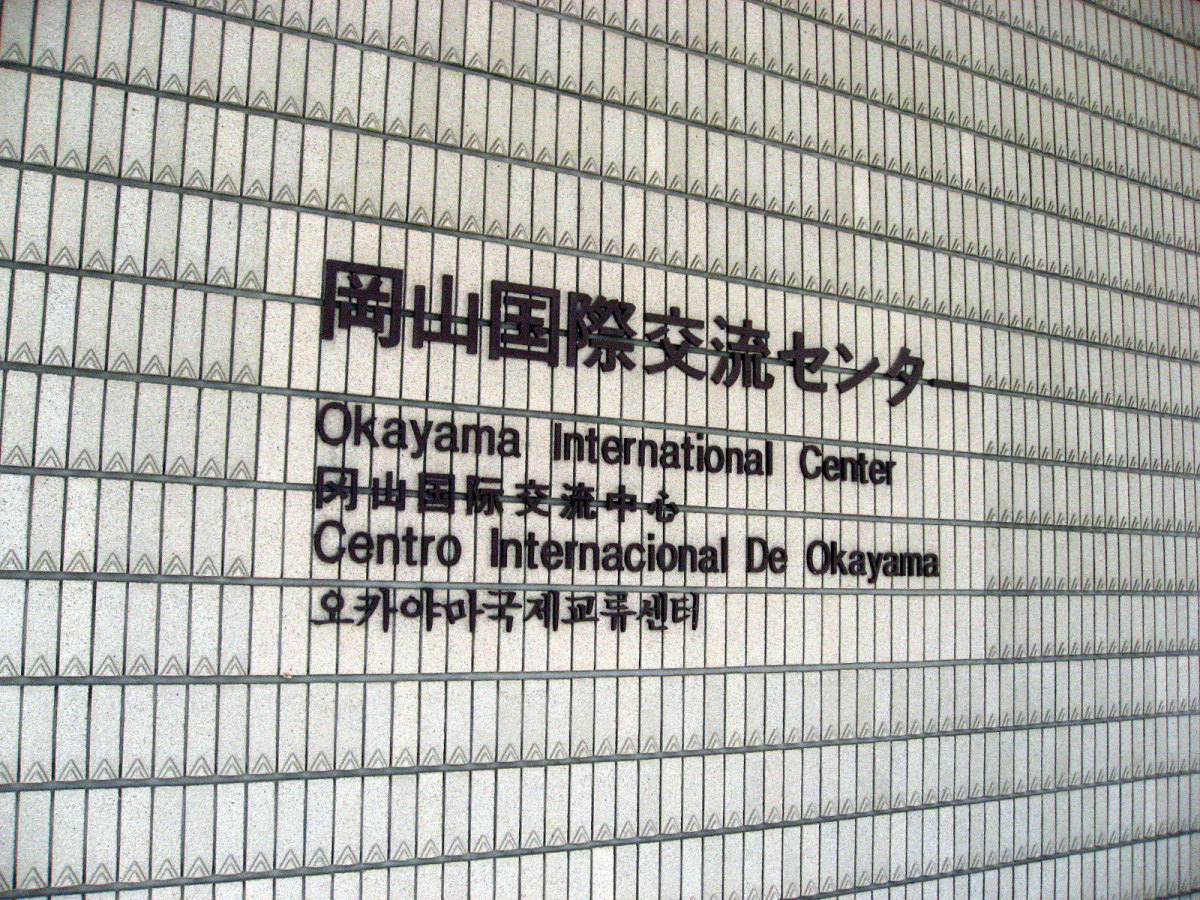 岡山国際交流センター
Okayama International Center
冈山国际交流中心
Centro Internacional De Okayama
오카야마국제교류센터